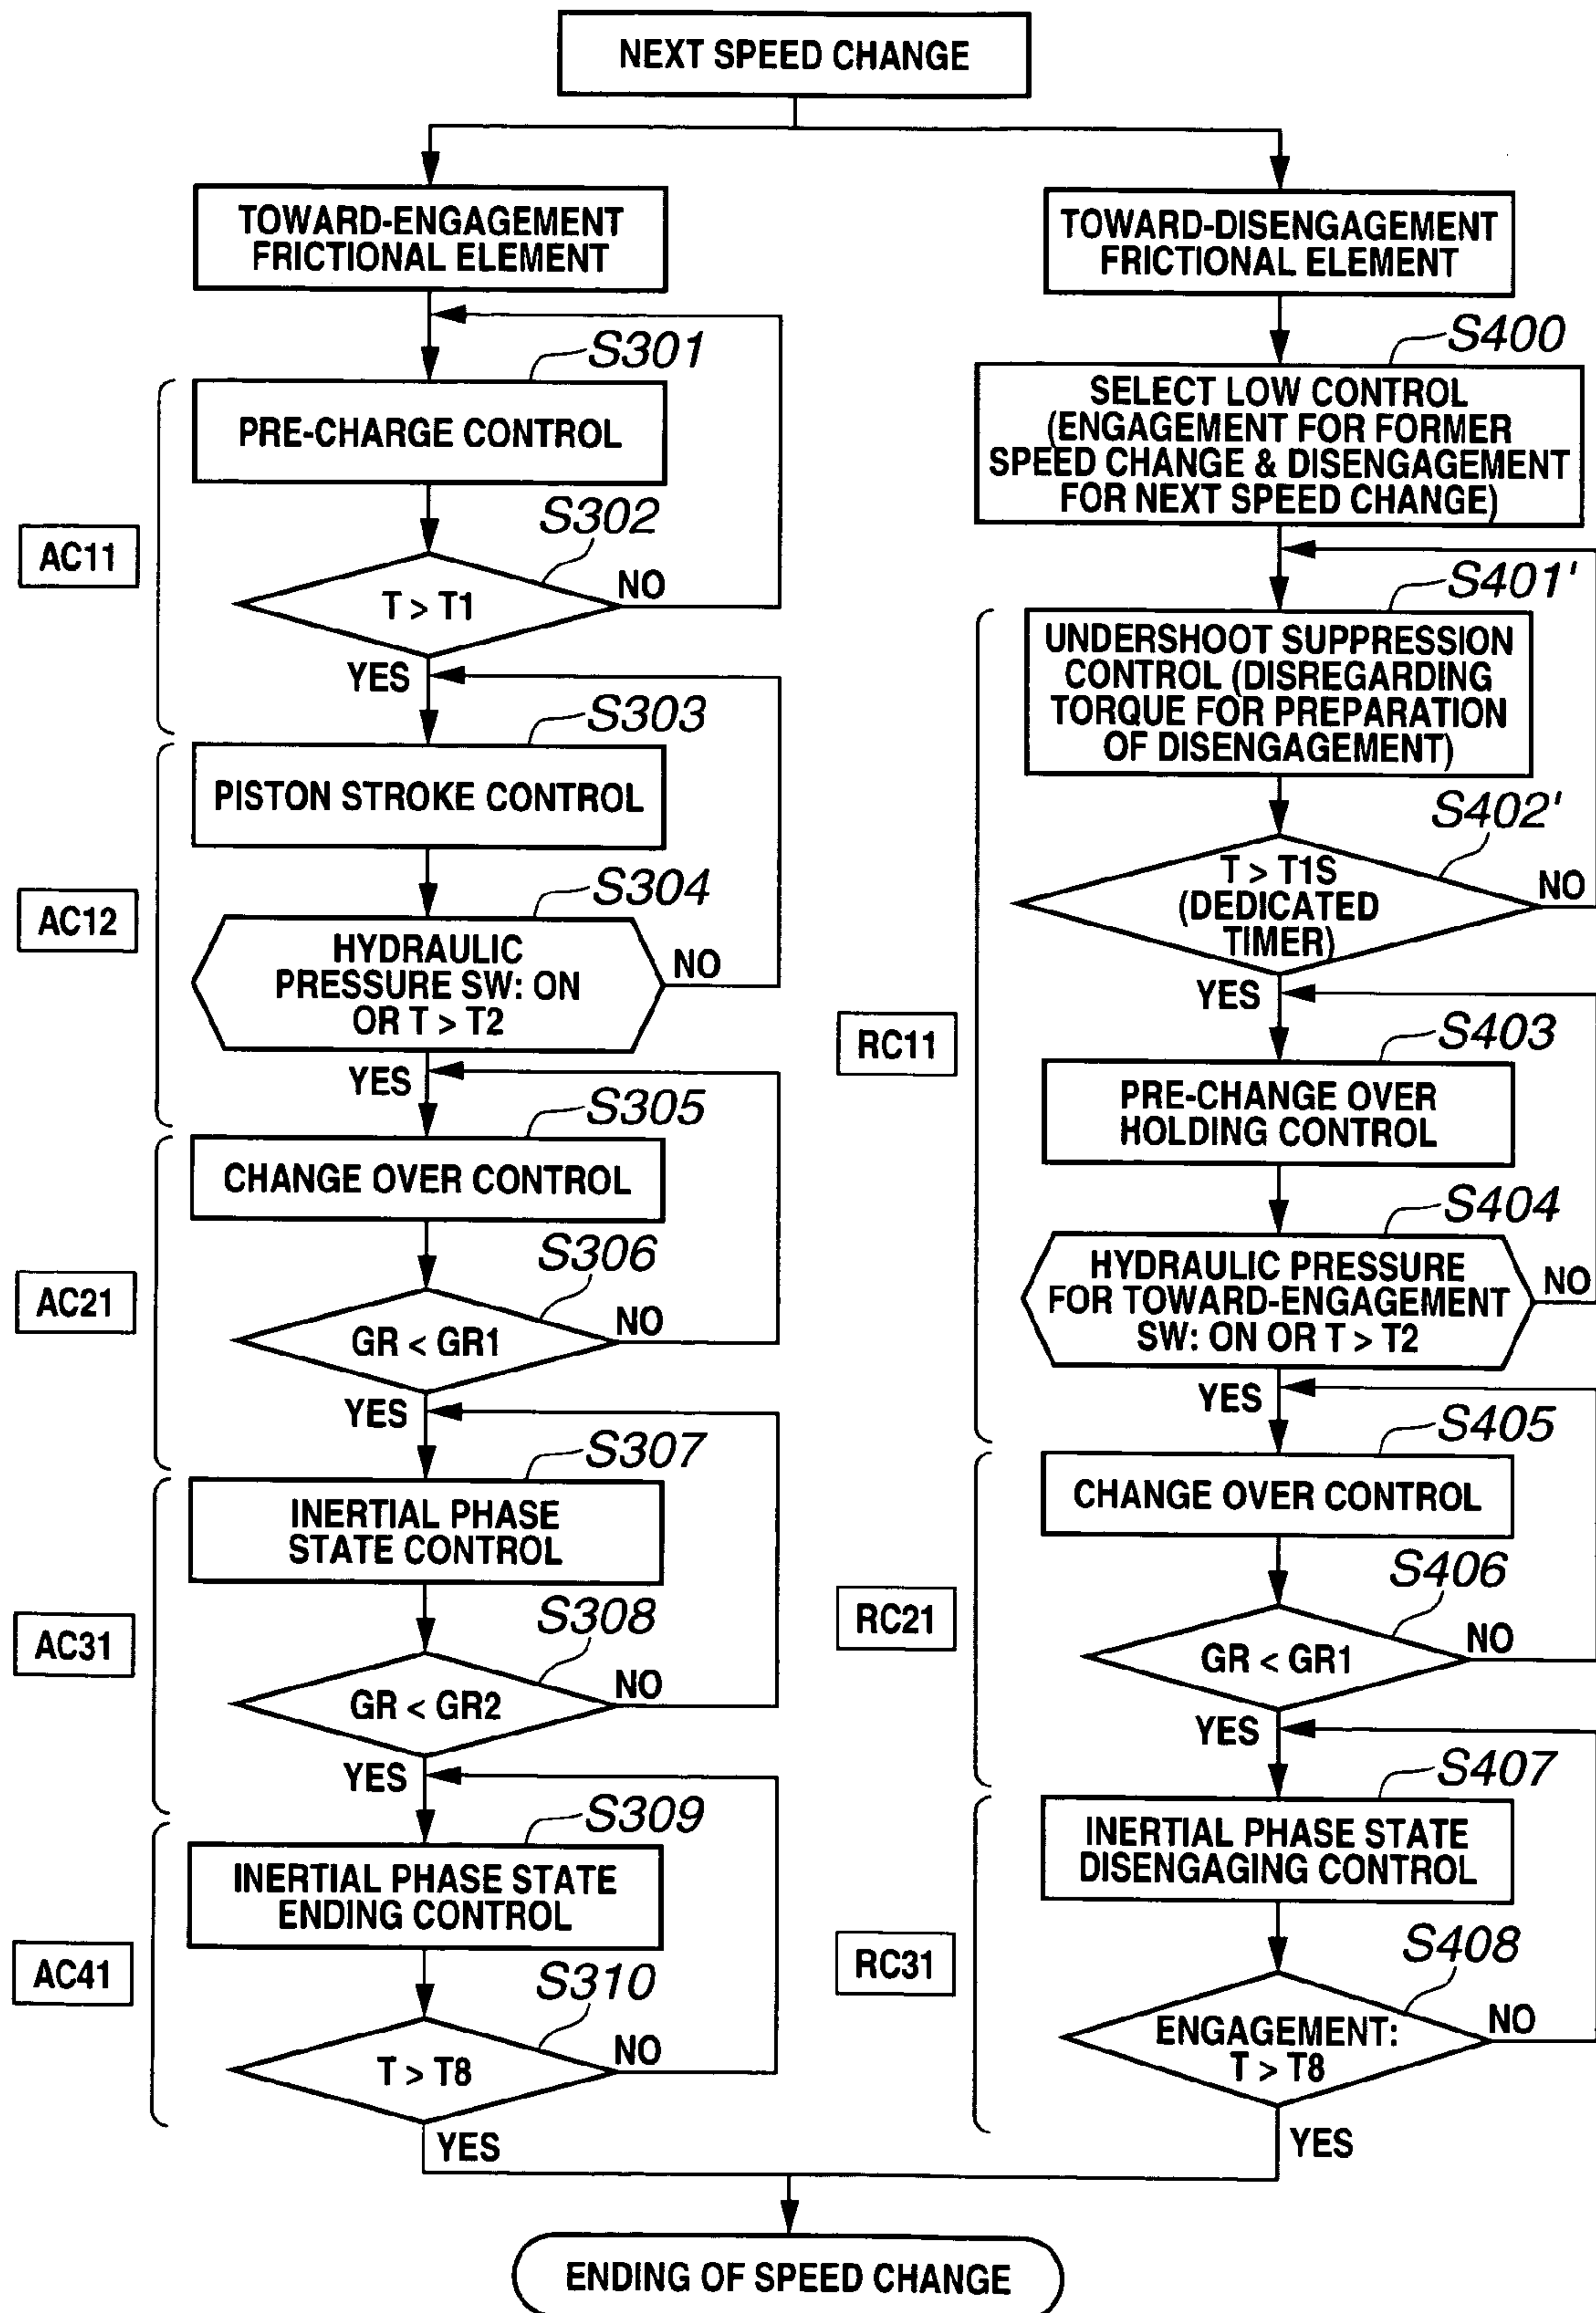 NEXT SPEED CHANGE
TOWARD-ENGAGEMENT
FRICTIONAL ELEMENT
S301
PRE-CHARGE CONTROL
S302
T > T1
NO
YES
AC11
S303
PISTON STROKE CONTROL
S304
HYDRAULIC
PRESSURE SW: ON
OR T > T2
NO
YES
AC12
S305
CHANGE OVER CONTROL
S306
GR < GR1
NO
YES
AC21
S307
INERTIAL PHASE
STATE CONTROL
S308
GR < GR2
NO
YES
AC31
S309
INERTIAL PHASE STATE
ENDING CONTROL
S310
T > T8
NO
YES
AC41
TOWARD-DISENGAGEMENT
FRICTIONAL ELEMENT
S400
SELECT LOW CONTROL
(ENGAGEMENT FOR FORMER
SPEED CHANGE & DISENGAGEMENT
FOR NEXT SPEED CHANGE)
S401'
UNDERSHOOT SUPPRESSION
CONTROL (DISREGARDING
TORQUE FOR PREPARATION
OF DISENGAGEMENT)
S402'
T > T1S
(DEDICATED
TIMER)
NO
YES
RC11
S403
PRE-CHANGE OVER
HOLDING CONTROL
S404
HYDRAULIC PRESSURE
FOR TOWARD-ENGAGEMENT
SW: ON OR T > T2
NO
YES
S405
CHANGE OVER CONTROL
S406
GR < GR1
NO
YES
RC21
S407
INERTIAL PHASE STATE
DISENGAGING CONTROL
S408
ENGAGEMENT:
T > T8
NO
YES
RC31
ENDING OF SPEED CHANGE